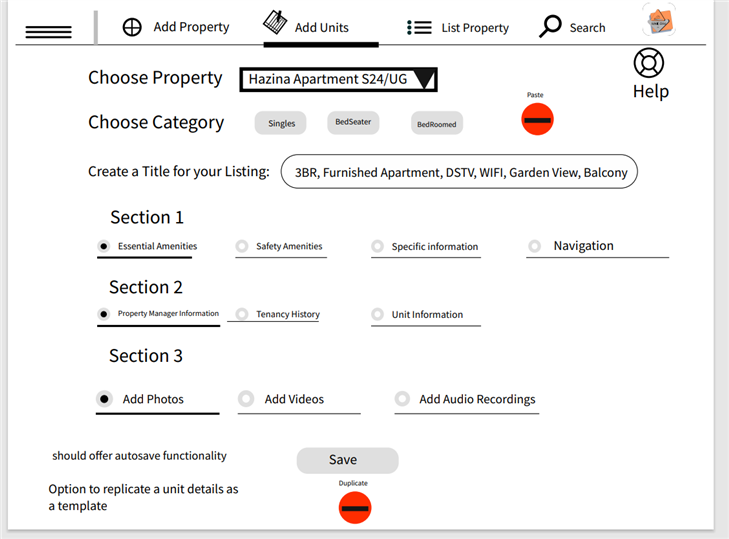 Add Property
Add Units
List Property
Search
Choose Property
Hazina Apartment S24/UG
Help
Paste
Choose Category
Singles
BedSeater
BedRoomed
Create a Title for your Listing:
3BR, Furnished Apartment, DSTV, WIFI, Garden View, Balcony
Section 1
Essential Amenities
Safety Amenities
Specific information
Navigation
Section 2
Property Manager Information
Tenancy History
Unit Information
Section 3
Add Photos
Add Videos
Add Audio Recordings
should offer autosave functionality
Save
Duplicate
Option to replicate a unit details as
a template